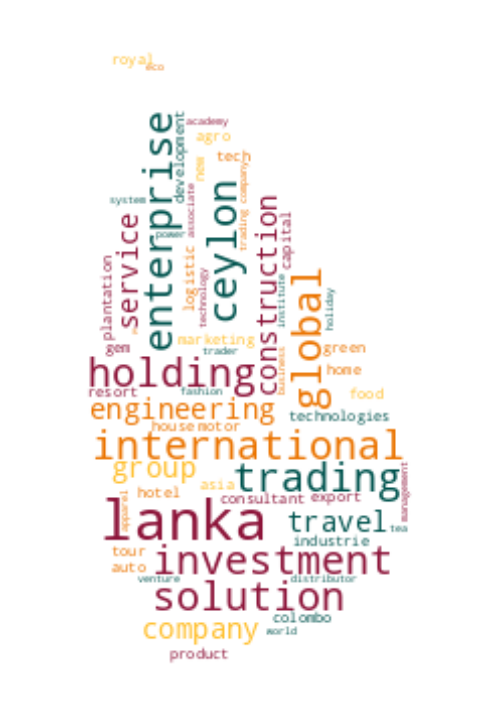 royal
eco
enterprise
development
academy
agro
new
tech
system
power
associate
ceylon
trading company
service
plantation
logistic
technology
construction
capital
institute
global
holiday
gem
marketing
trader
green
holding
business
home
resort
fashion
food
engineering
technologies
house motor
international
group
trading
management
asia
hotel
apparel
consultant export
lanka
travel
tea
industrie
tour
investment
auto
venture
distributor
solution
colombo
company
world
product